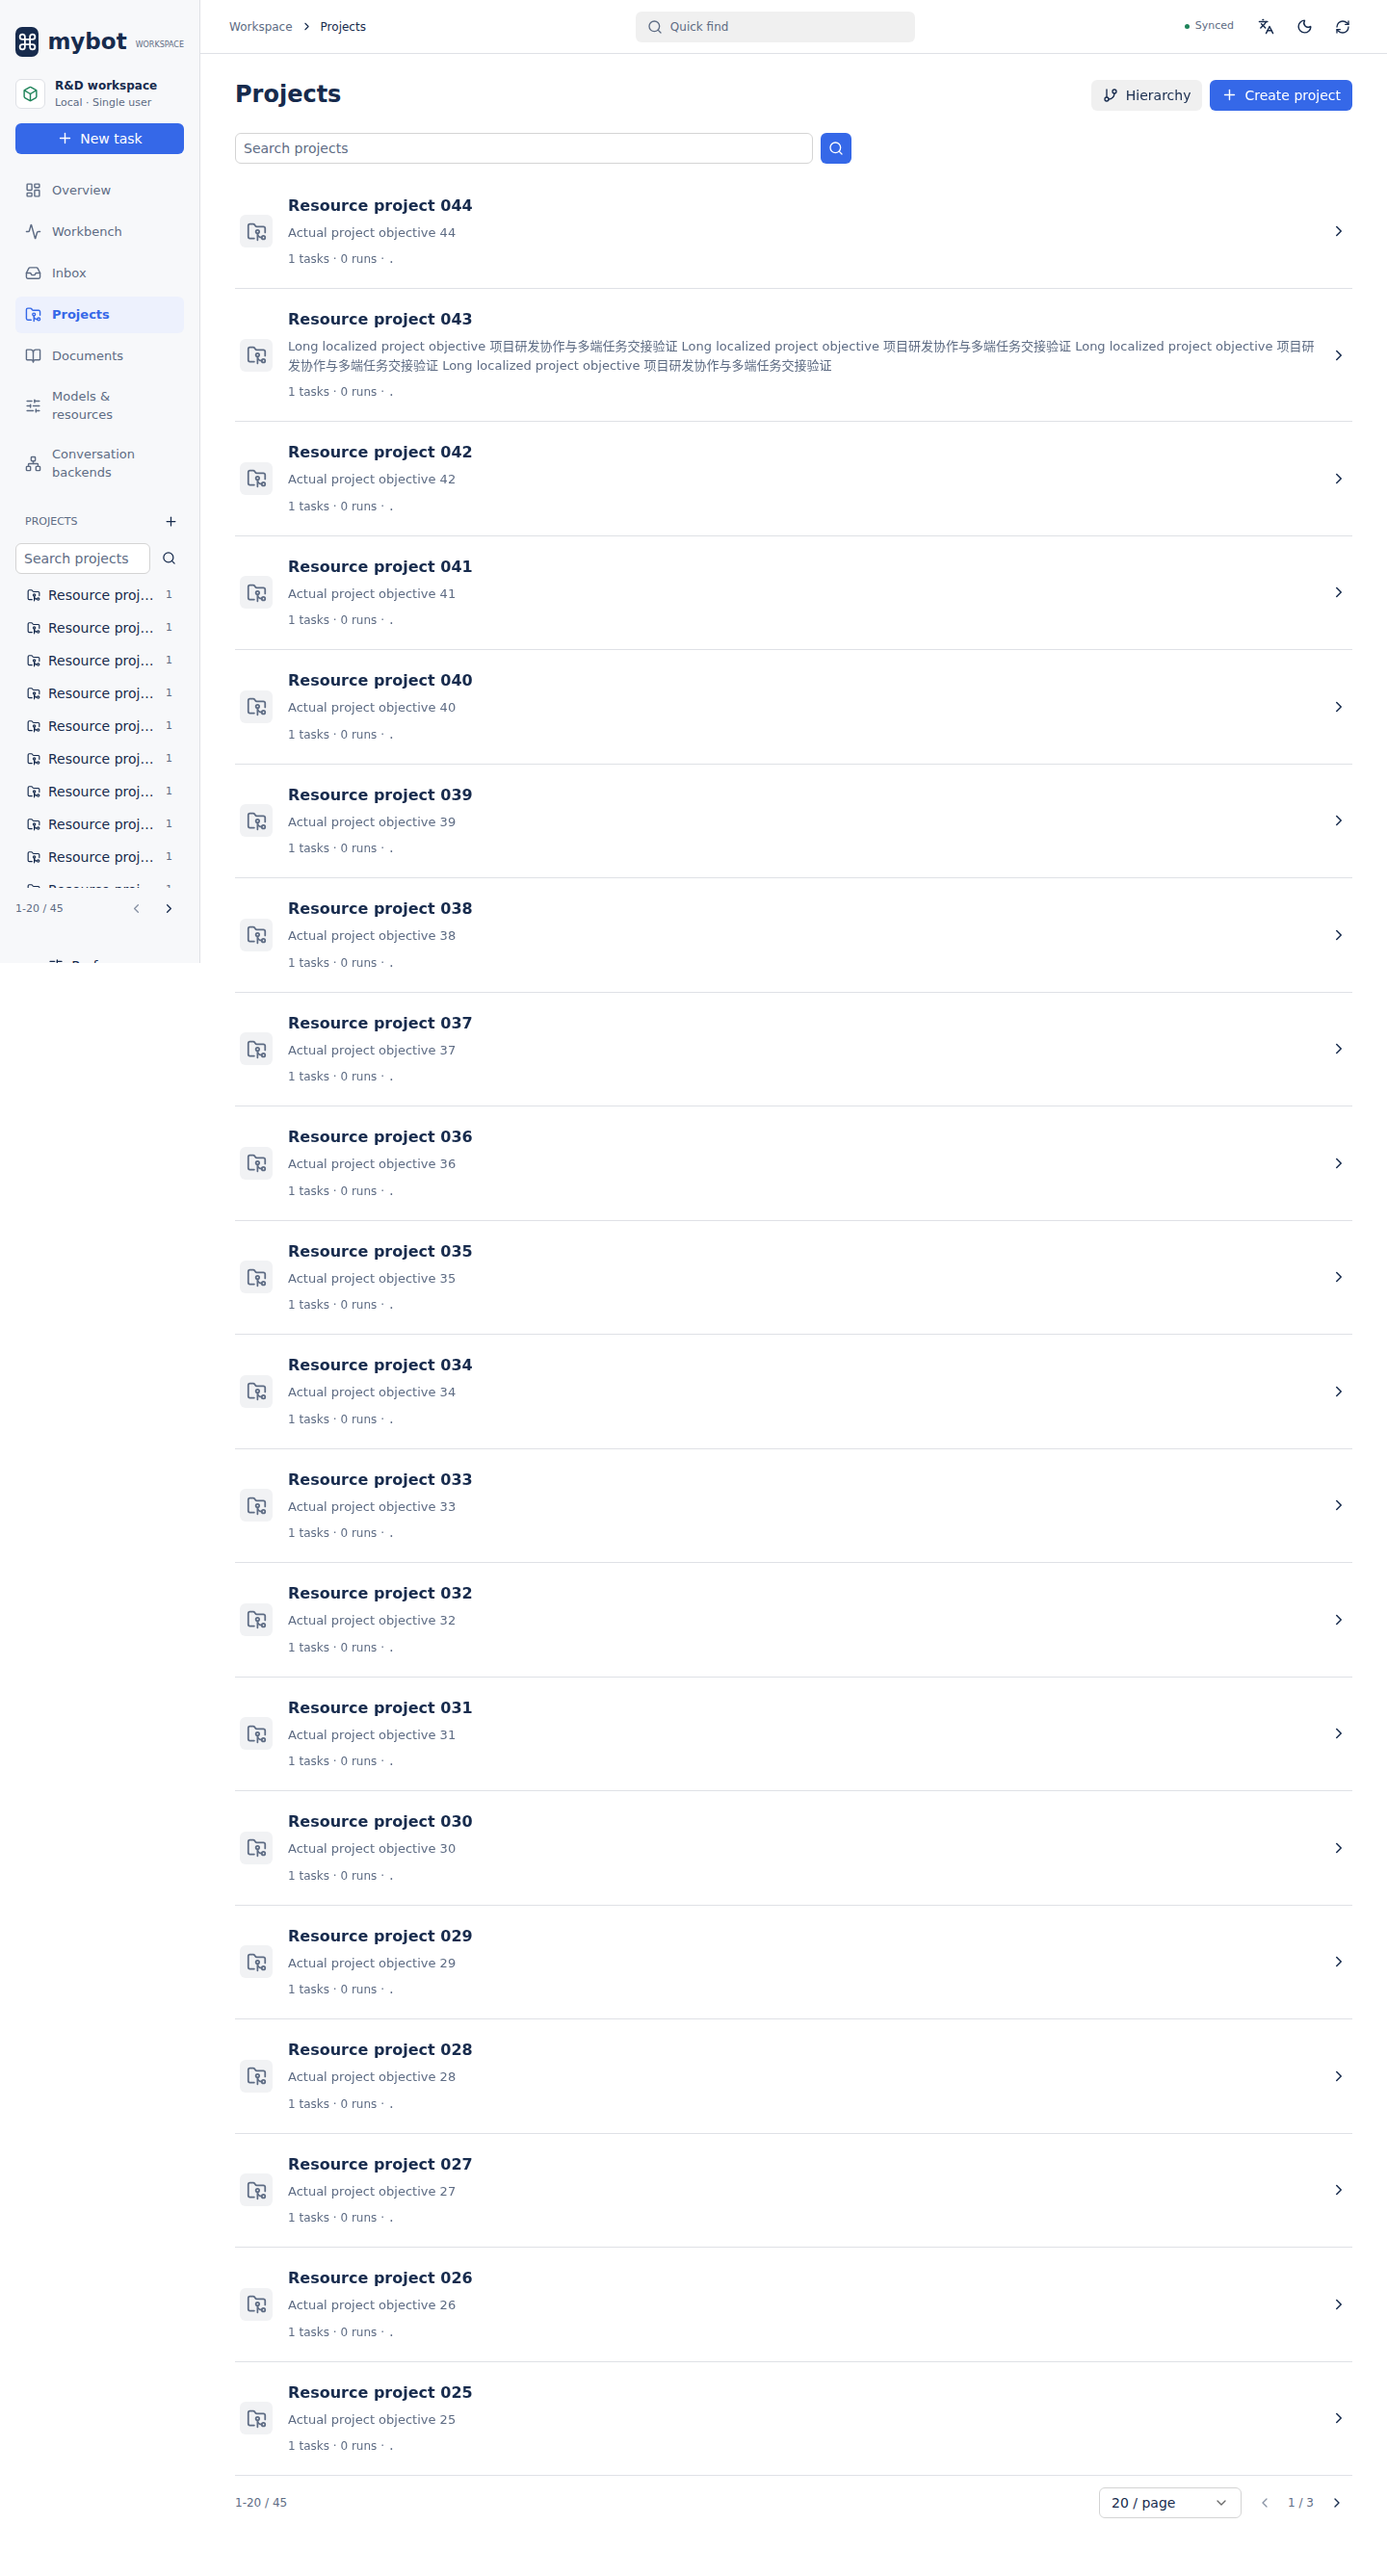 mybot WORKSPACE
R&D workspace
Local · Single user
New task
Overview
Workbench
Inbox
Projects
Documents
Models &
resources
Conversation
backends
PROJECTS
Search projects
Resource proj... 1
Resource proj... 1
Resource proj... 1
Resource proj... 1
Resource proj... 1
Resource proj... 1
Resource proj... 1
Resource proj... 1
Resource proj... 1
1-20 / 45
Workspace > Projects
Quick find
Synced
Projects
Hierarchy
Create project
Search projects
Resource project 044
Actual project objective 44
1 tasks · 0 runs · .
Resource project 043
Long localized project objective 项目研发协作与多端任务交接验证 Long localized project objective 项目研发协作与多端任务交接验证 Long localized project objective 项目研
发协作与多端任务交接验证 Long localized project objective 项目研发协作与多端任务交接验证
1 tasks · 0 runs · .
Resource project 042
Actual project objective 42
1 tasks · 0 runs · .
Resource project 041
Actual project objective 41
1 tasks · 0 runs · .
Resource project 040
Actual project objective 40
1 tasks · 0 runs · .
Resource project 039
Actual project objective 39
1 tasks · 0 runs · .
Resource project 038
Actual project objective 38
1 tasks · 0 runs · .
Resource project 037
Actual project objective 37
1 tasks · 0 runs · .
Resource project 036
Actual project objective 36
1 tasks · 0 runs · .
Resource project 035
Actual project objective 35
1 tasks · 0 runs · .
Resource project 034
Actual project objective 34
1 tasks · 0 runs · .
Resource project 033
Actual project objective 33
1 tasks · 0 runs · .
Resource project 032
Actual project objective 32
1 tasks · 0 runs · .
Resource project 031
Actual project objective 31
1 tasks · 0 runs · .
Resource project 030
Actual project objective 30
1 tasks · 0 runs · .
Resource project 029
Actual project objective 29
1 tasks · 0 runs · .
Resource project 028
Actual project objective 28
1 tasks · 0 runs · .
Resource project 027
Actual project objective 27
1 tasks · 0 runs · .
Resource project 026
Actual project objective 26
1 tasks · 0 runs · .
Resource project 025
Actual project objective 25
1 tasks · 0 runs · .
1-20 / 45
20 / page
1 / 3